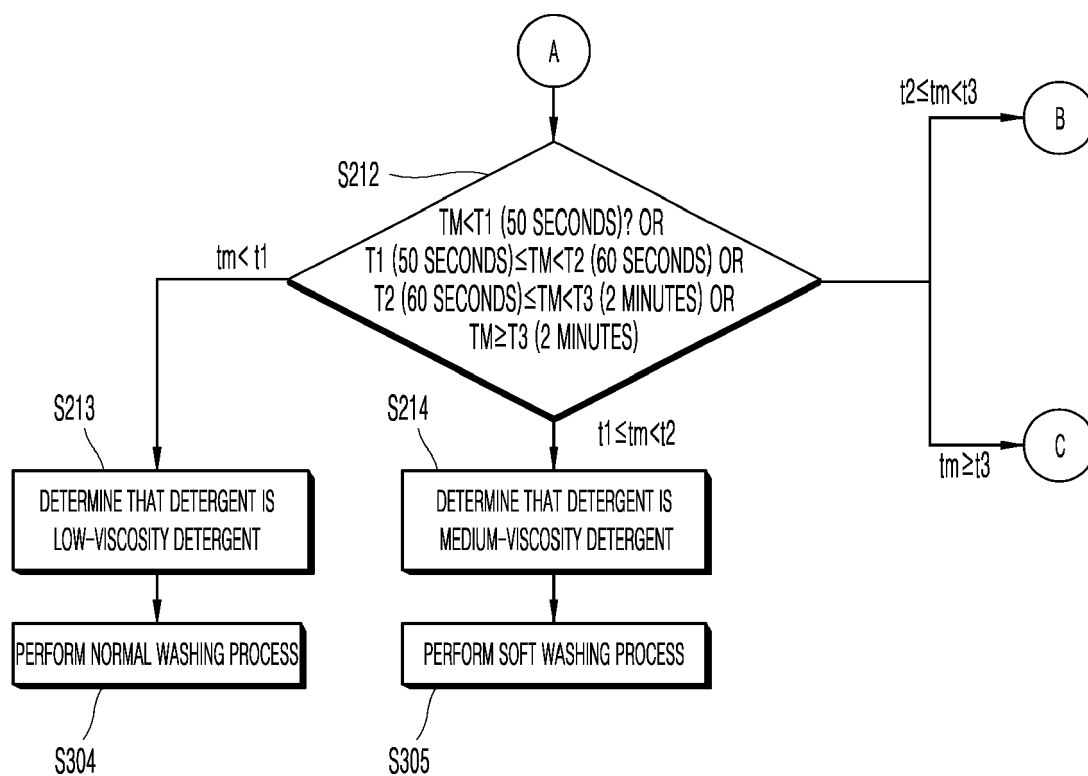 A
t2≤tm<t3
B
S212
TM<T1 (50 SECONDS)? OR
T1 (50 SECONDS)≤TM<T2 (60 SECONDS) OR
T2 (60 SECONDS)≤TM<T3 (2 MINUTES) OR
TM≥T3 (2 MINUTES)
tm< t1
S213
S214
t1≤tm<t2
C
tm≥t3
DETERMINE THAT DETERGENT IS
LOW-VISCOSITY DETERGENT
DETERMINE THAT DETERGENT IS
MEDIUM-VISCOSITY DETERGENT
PERFORM NORMAL WASHING PROCESS
PERFORM SOFT WASHING PROCESS
S304
S305